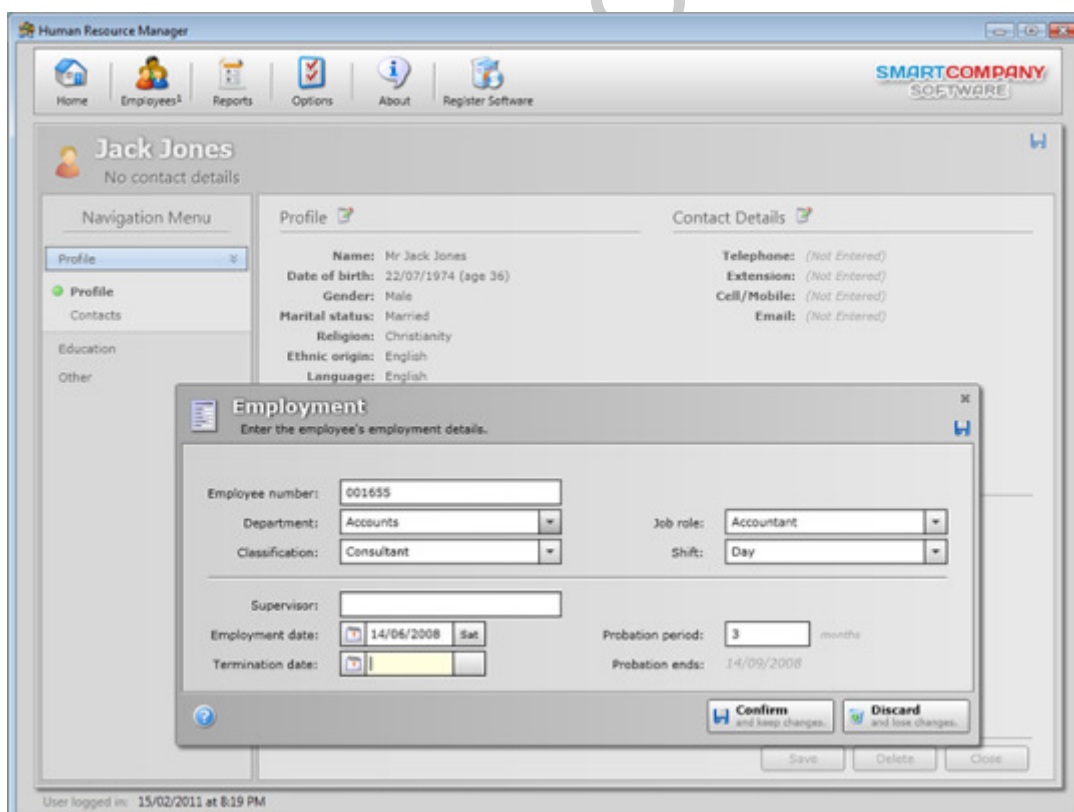 Human Resource Manager
Home Employees¹ Reports Options About Register Software
SMARTCOMPANY
SOFTWARE
Jack Jones
No contact details
Navigation Menu
Profile
Profile
Contacts
Education
Other
Profile
Name: Mr Jack Jones
Date of birth: 22/07/1974 (age 36)
Gender: Male
Marital status: Married
Religion: Christianity
Ethnic origin: English
Language: English
Contact Details
Telephone: (Not Entered)
Extension: (Not Entered)
Cell/Mobile: (Not Entered)
Email: (Not Entered)
Employment
Enter the employee's employment details.
Employee number: 001655
Department: Accounts Job role: Accountant
Classification: Consultant Shift: Day
Supervisor:
Employment date: 14/06/2008 Sat Probation period: 3 months
Termination date: Probation ends: 14/09/2008
Confirm
and keep changes.
Discard
and lose changes.
Save Delete Close
User logged in: 15/02/2011 at 8:19 PM